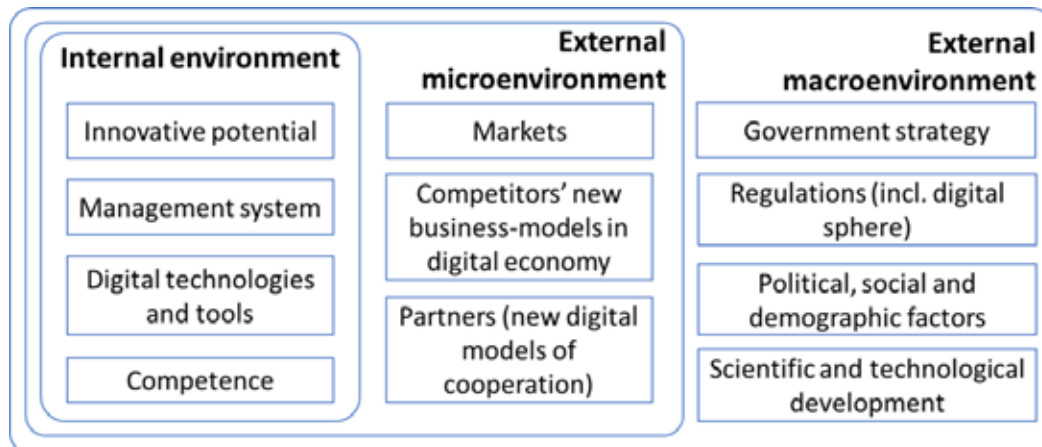 Internal environment
Innovative potential
Management system
Digital technologies
and tools
Competence
External
microenvironment
Markets
Competitors' new
business-models in
digital economy
Partners (new digital
models of
cooperation)
External
macroenvironment
Government strategy
Regulations (incl. digital
sphere)
Political, social and
demographic factors
Scientific and technological
development